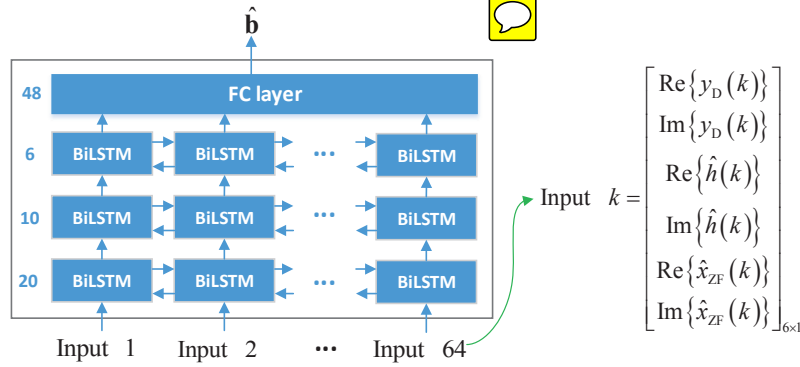 b̂
48 FC layer
6 BiLSTM BiLSTM ... BiLSTM
10 BiLSTM BiLSTM ... BiLSTM
20 BiLSTM BiLSTM ... BiLSTM
Input 1 Input 2 ... Input 64
Input k =
Re{y_D(k)}
Im{y_D(k)}
Re{ĥ(k)}
Im{ĥ(k)}
Re{x̂_ZF(k)}
Im{x̂_ZF(k)}
6×1